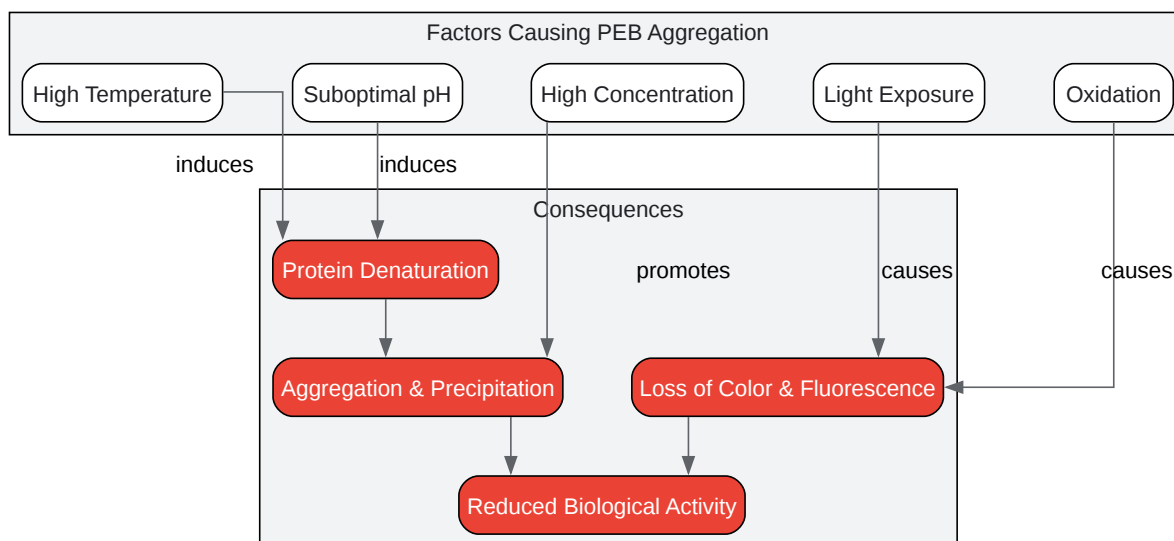 Factors Causing PEB Aggregation
High Temperature
Suboptimal pH
High Concentration
Light Exposure
Oxidation
induces
induces
Consequences
Protein Denaturation
promotes
causes
causes
Aggregation & Precipitation
Loss of Color & Fluorescence
Reduced Biological Activity